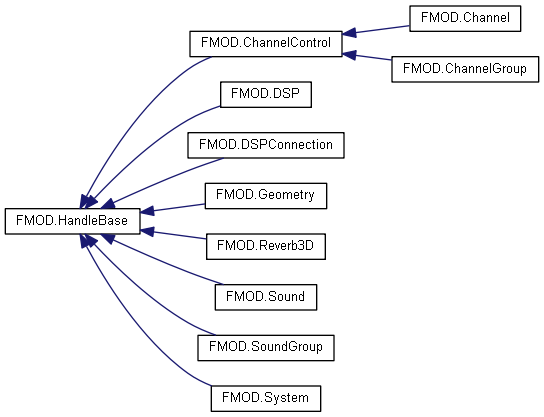 FMOD.Channel
FMOD.ChannelControl
FMOD.ChannelGroup
FMOD.DSP
FMOD.DSPConnection
FMOD.Geometry
FMOD.HandleBase
FMOD.Reverb3D
FMOD.Sound
FMOD.SoundGroup
FMOD.System